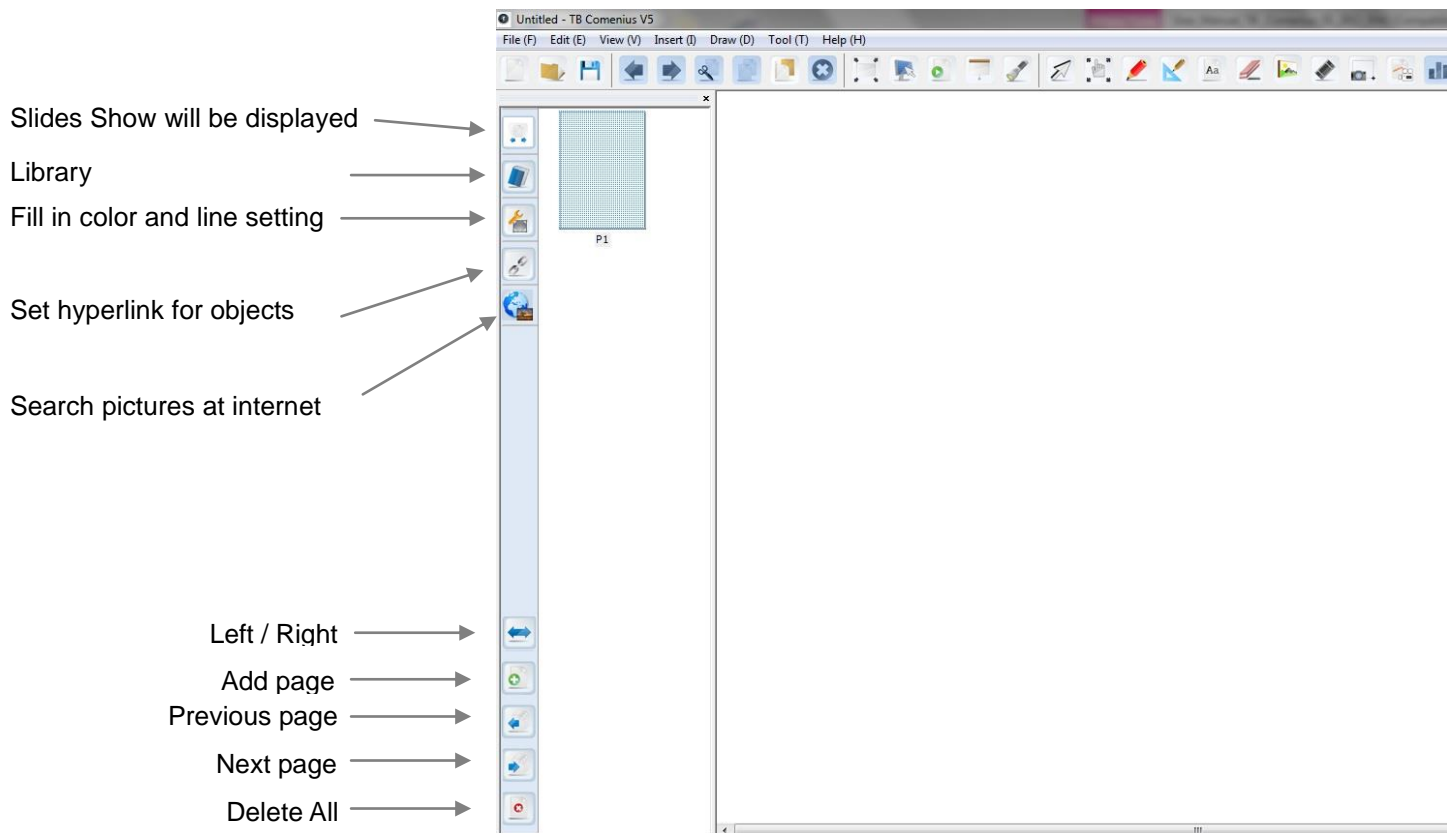 Untitled - TB Comenius V5
File (F) Edit (E) View (V) Insert (I) Draw (D) Tool (T) Help (H)
Aa
Slides Show will be displayed
Library
Fill in color and line setting
P1
Set hyperlink for objects
Search pictures at internet
Left / Right
Add page
Previous page
Next page
Delete All